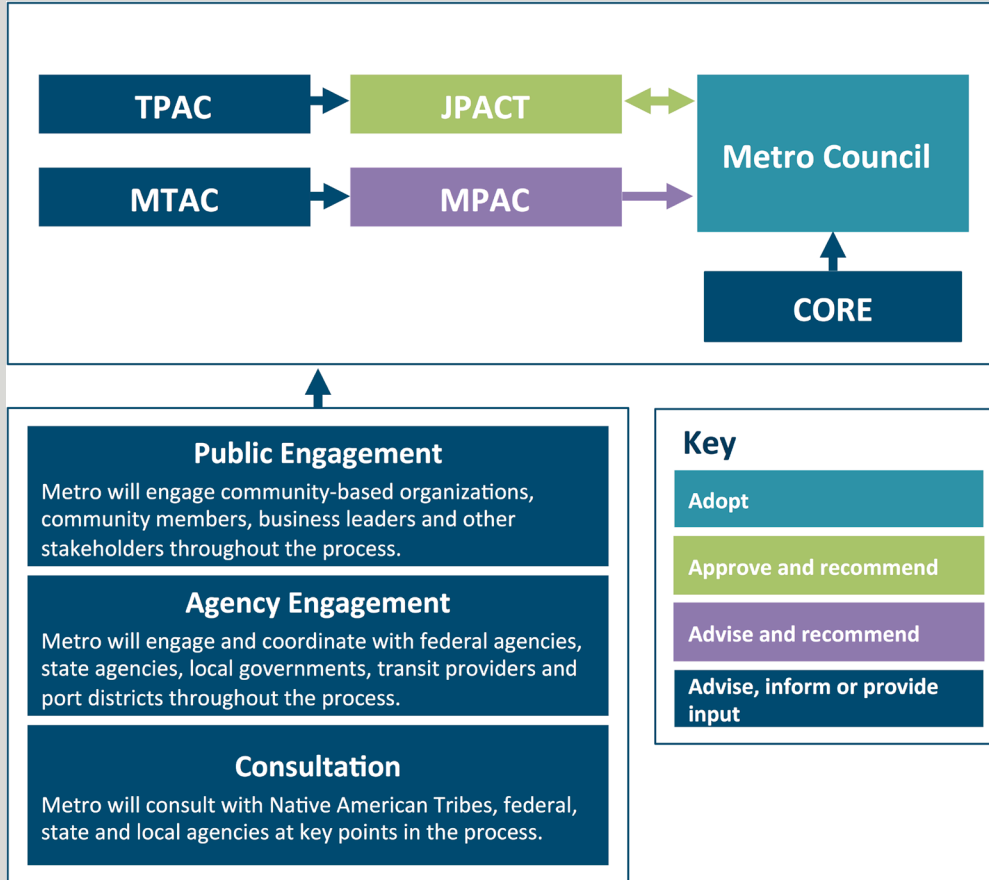 TPAC
JPACT
Metro Council
MTAC
MPAC
CORE
Public Engagement
Metro will engage community-based organizations,
community members, business leaders and other
stakeholders throughout the process.
Agency Engagement
Metro will engage and coordinate with federal agencies,
state agencies, local governments, transit providers and
port districts throughout the process.
Consultation
Metro will consult with Native American Tribes, federal,
state and local agencies at key points in the process.
Key
Adopt
Approve and recommend
Advise and recommend
Advise, inform or provide
input